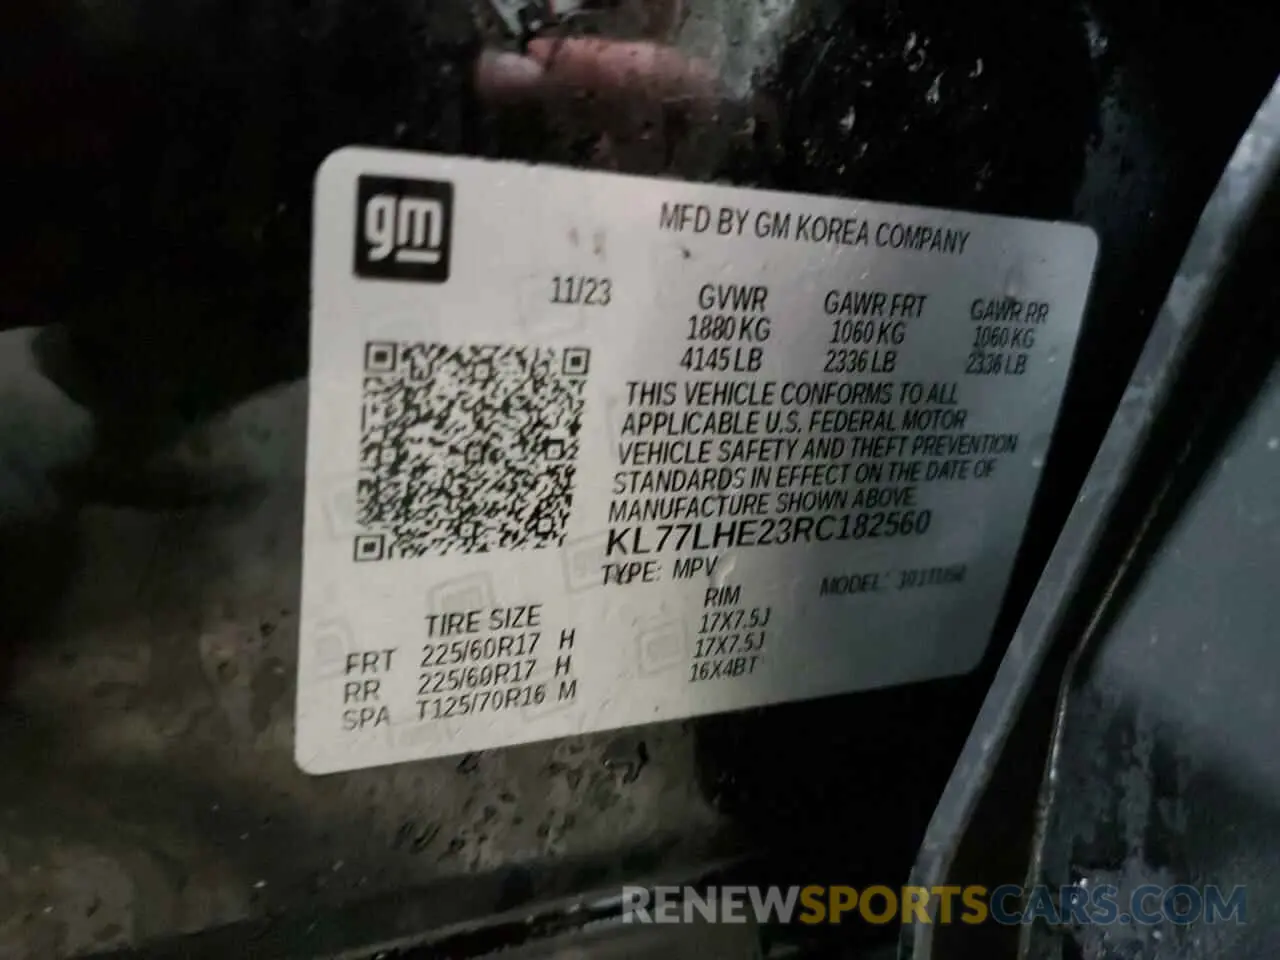 gm
MFD BY GM KOREA COMPANY
11/23
GVWR GAWR FRT GAWR RR
1880 KG 1060 KG 1060 KG
4145 LB 2336 LB 2336 LB
THIS VEHICLE CONFORMS TO ALL
APPLICABLE U.S. FEDERAL MOTOR
VEHICLE SAFETY AND THEFT PREVENTION
STANDARDS IN EFFECT ON THE DATE OF
MANUFACTURE SHOWN ABOVE
KL77LHE23RC182560
TYPE: MPV MODEL:
TIRE SIZE RIM
FRT 225/60R17 H 17X7.5J
RR 225/60R17 H 17X7.5J
SPA T125/70R16 M 16X4BT
RENEWSPORTSCARS.COM